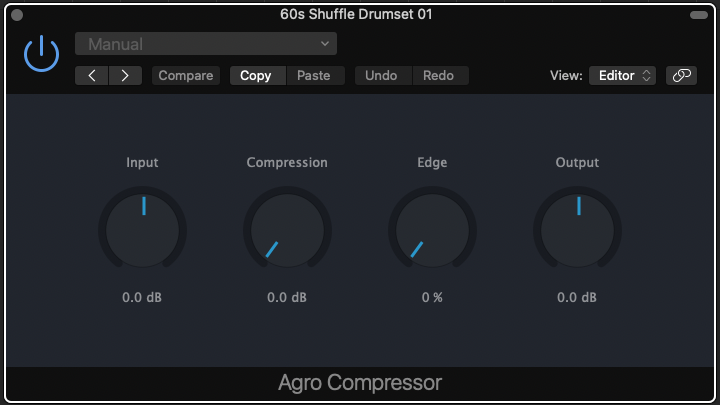 60s Shuffle Drumset 01
Manual
Compare Copy Paste Undo Redo View: Editor
Input Compression Edge Output
0.0 dB 0.0 dB 0 % 0.0 dB
Agro Compressor